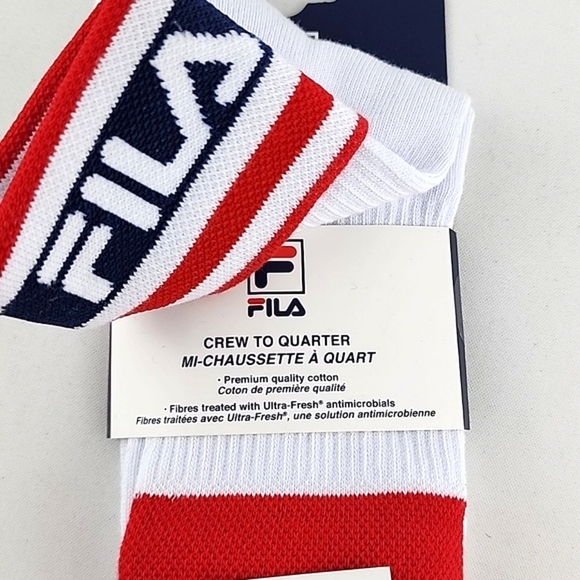 FILA
FILA
CREW TO QUARTER
MI-CHAUSSETTE À QUART
· Premium quality cotton
Coton de première qualité
· Fibres treated with Ultra-Fresh® antimicrobials
Fibres traitées avec Ultra-Fresh®, une solution antimicrobienne